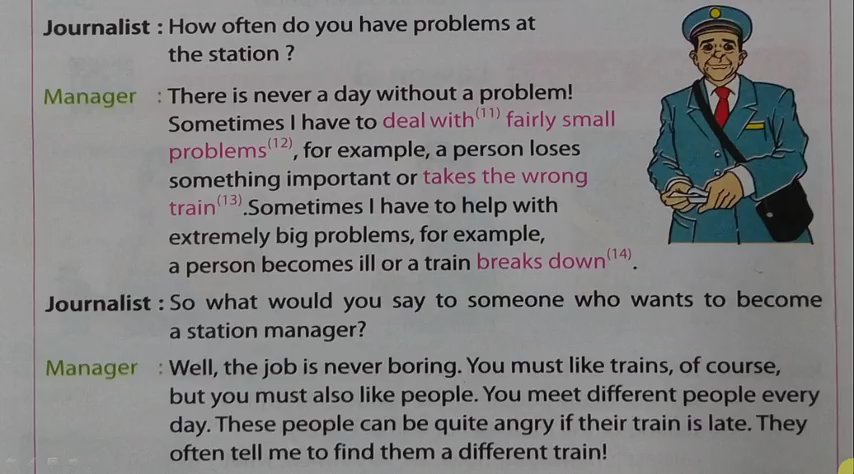 Journalist : How often do you have problems at
the station ?
Manager : There is never a day without a problem!
Sometimes I have to deal with(11) fairly small
problems(12), for example, a person loses
something important or takes the wrong
train(13).Sometimes I have to help with
extremely big problems, for example,
a person becomes ill or a train breaks down(14).
Journalist : So what would you say to someone who wants to become
a station manager?
Manager : Well, the job is never boring. You must like trains, of course,
but you must also like people. You meet different people every
day. These people can be quite angry if their train is late. They
often tell me to find them a different train!